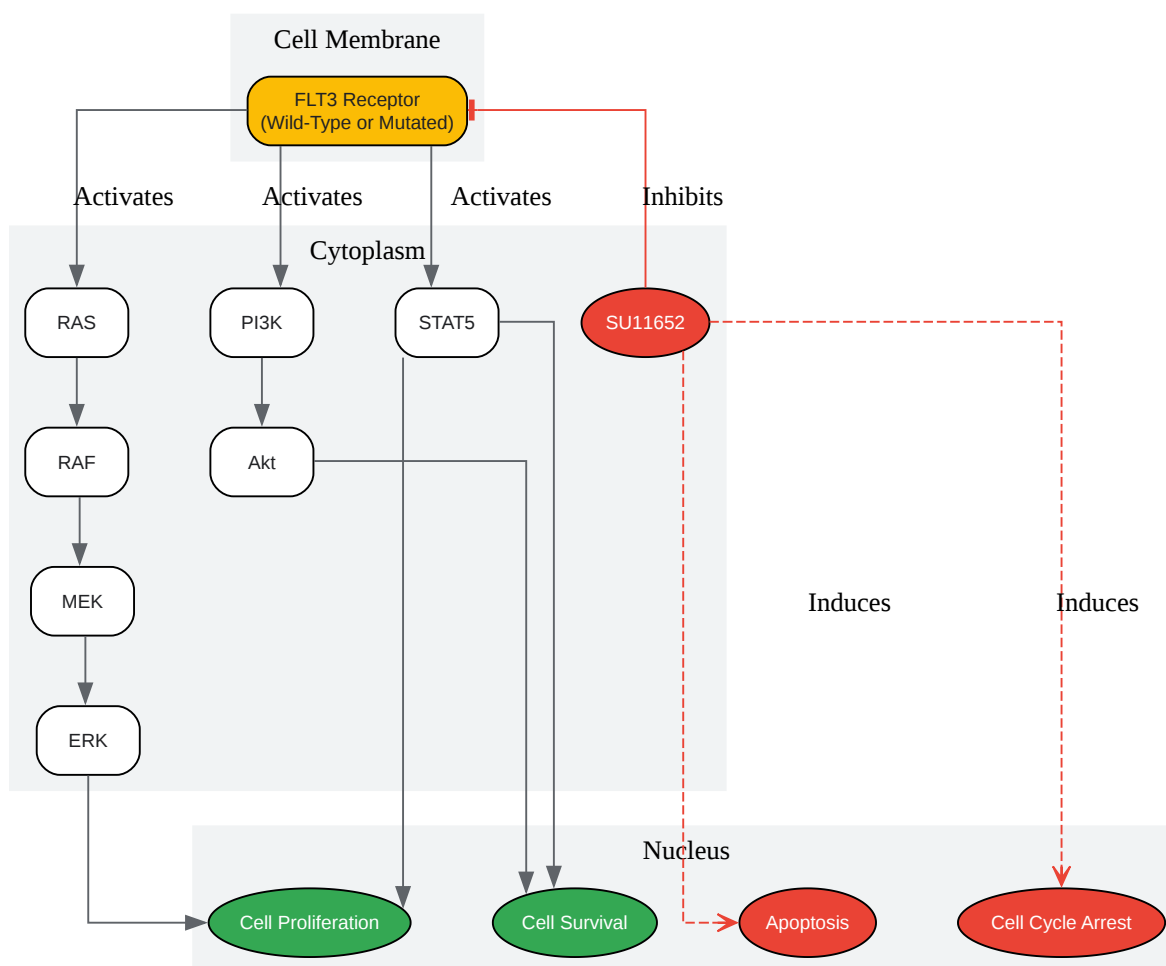 Cell Membrane
FLT3 Receptor
(Wild-Type or Mutated)
Activates
Activates
Activates
Inhibits
Cytoplasm
RAS
PI3K
STAT5
SU11652
RAF
Akt
MEK
Induces
Induces
ERK
Nucleus
Cell Proliferation
Cell Survival
Apoptosis
Cell Cycle Arrest